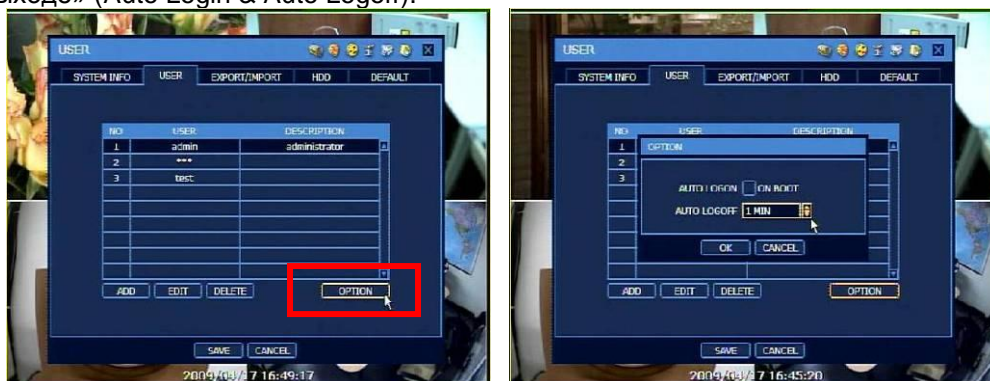 выходе» (Auto Login & Auto Logoff).
USER
SYSTEM INFO USER EXPORT/IMPORT HDD DEFAULT
NO USER DESCRIPTION
1 admin administrator
2 ***
3 test
ADD EDIT DELETE OPTION
SAVE CANCEL
2009/04/17 16:49:17
USER
SYSTEM INFO USER EXPORT/IMPORT HDD DEFAULT
NO USER DESCRIPTION
1
2
3
OPTION
AUTO LOGON ON BOOT
AUTO LOGOFF 1 MIN
OK CANCEL
ADD EDIT DELETE OPTION
SAVE CANCEL
2009/04/17 16:45:20